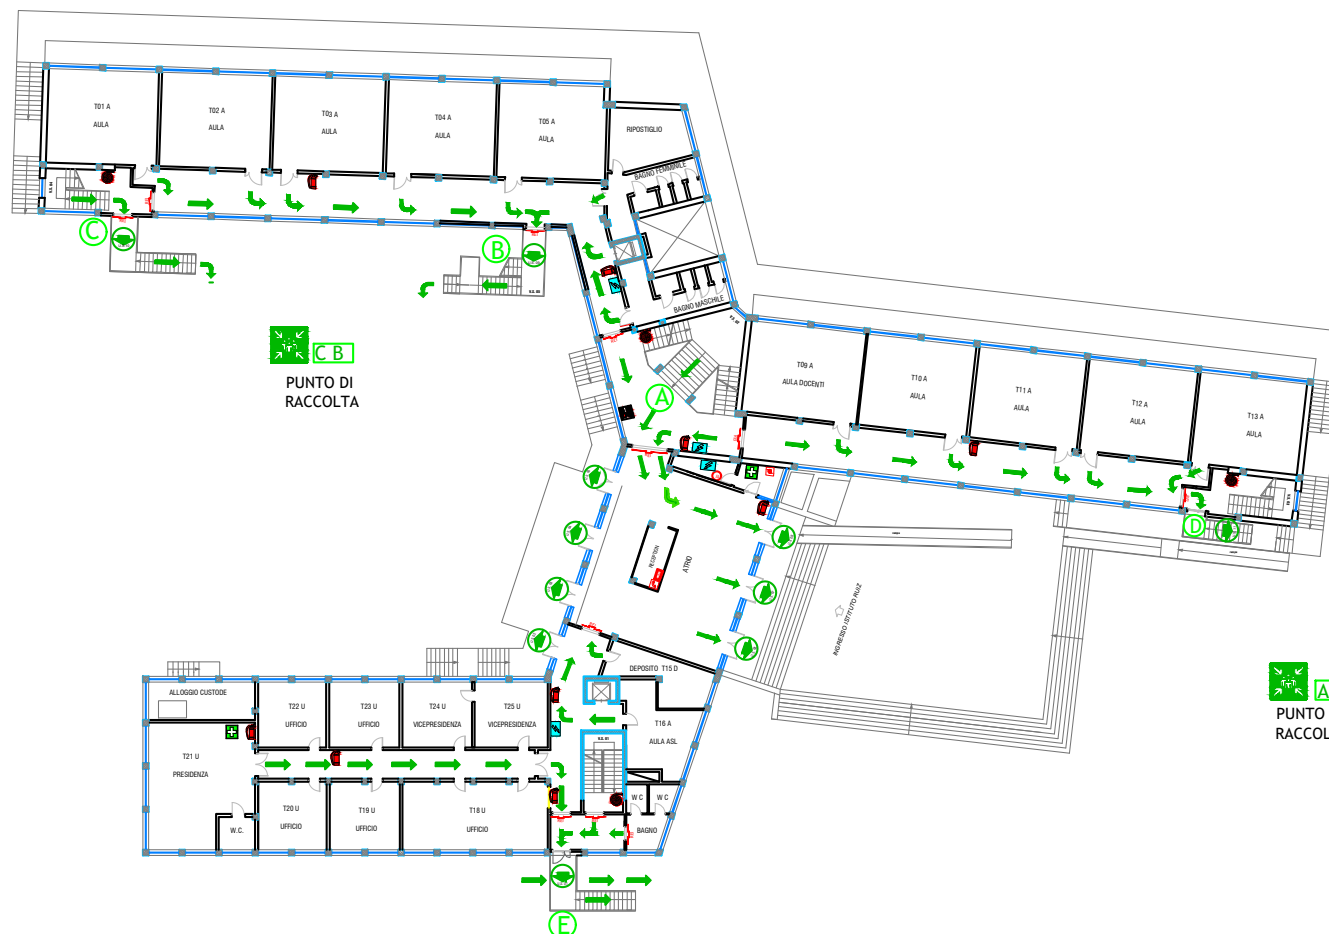 T01 A
AULA
T02 A
AULA
T03 A
AULA
T04 A
AULA
T05 A
AULA
RIPOSTIGLIO
BAGNO FEMMINILE
BAGNO MASCHILE
C
B
C B
PUNTO DI
RACCOLTA
A
T09 A
AULA DOCENTI
T10 A
AULA
T11 A
AULA
T12 A
AULA
T13 A
AULA
D
RECEPTION
ATRIO
INGRESSO ISTITUTO RUIZ
DEPOSITO T15 D
T16 A
AULA ASL
ALLOGGIO CUSTODE
T22 U
UFFICIO
T23 U
UFFICIO
T24 U
VICEPRESIDENZA
T25 U
VICEPRESIDENZA
T21 U
PRESIDENZA
T20 U
UFFICIO
T19 U
UFFICIO
T18 U
UFFICIO
W.C.
W C
W C
BAGNO
E
A
PUNTO
RACCOL